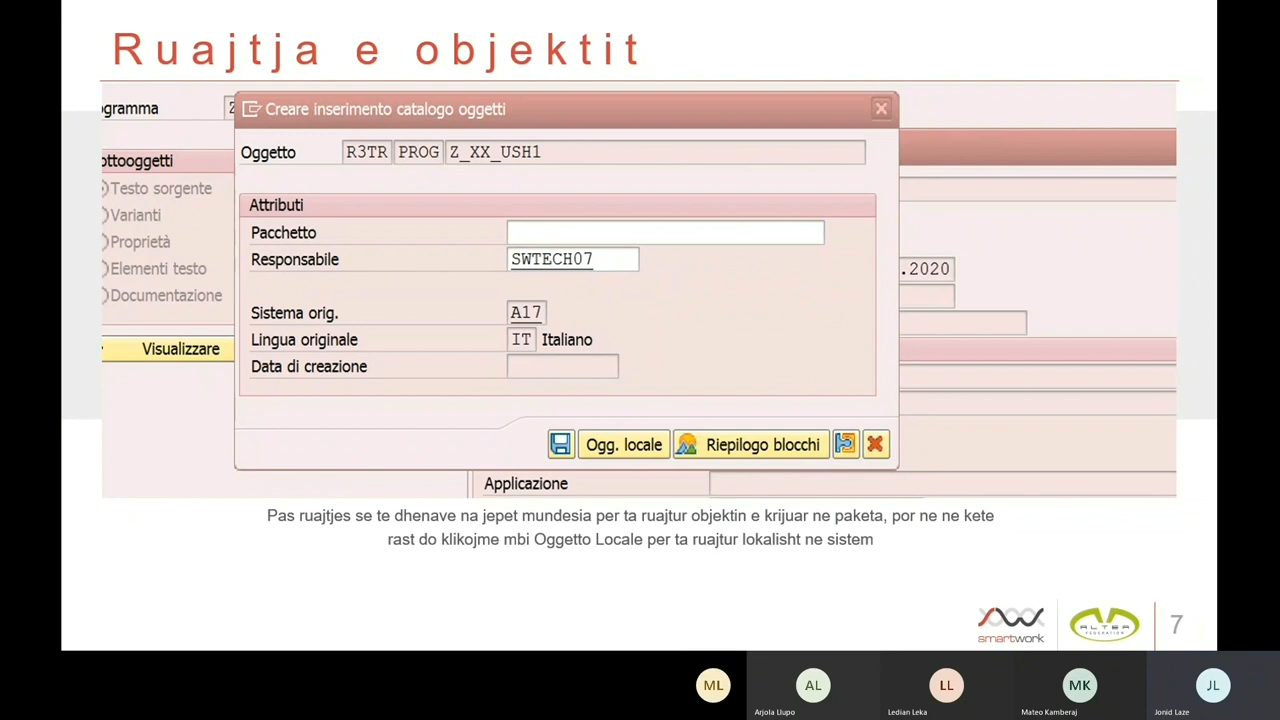 Ruajtja e objektit
ogramma
Z
Creare inserimento catalogo oggetti
Oggetto R3TR PROG Z_XX_USH1
ottooggetti
Testo sorgente
Varianti
Proprietà
Elementi testo
Documentazione
Visualizzare
Attributi
Pacchetto
Responsabile SWTECH07
Sistema orig. A17
Lingua originale IT Italiano
Data di creazione
.2020
Ogg. locale Riepilogo blocchi
Applicazione
Pas ruajtjes se te dhenave na jepet mundesia per ta ruajtur objektin e krijuar ne paketa, por ne ne kete
rast do klikojme mbi Oggetto Locale per ta ruajtur lokalisht ne sistem
smartwork
ALTEA
FEDERATION
7
ML
AL
LL
MK
JL
Arjola Llupo
Ledian Leka
Mateo Kamberaj
Jonid Laze